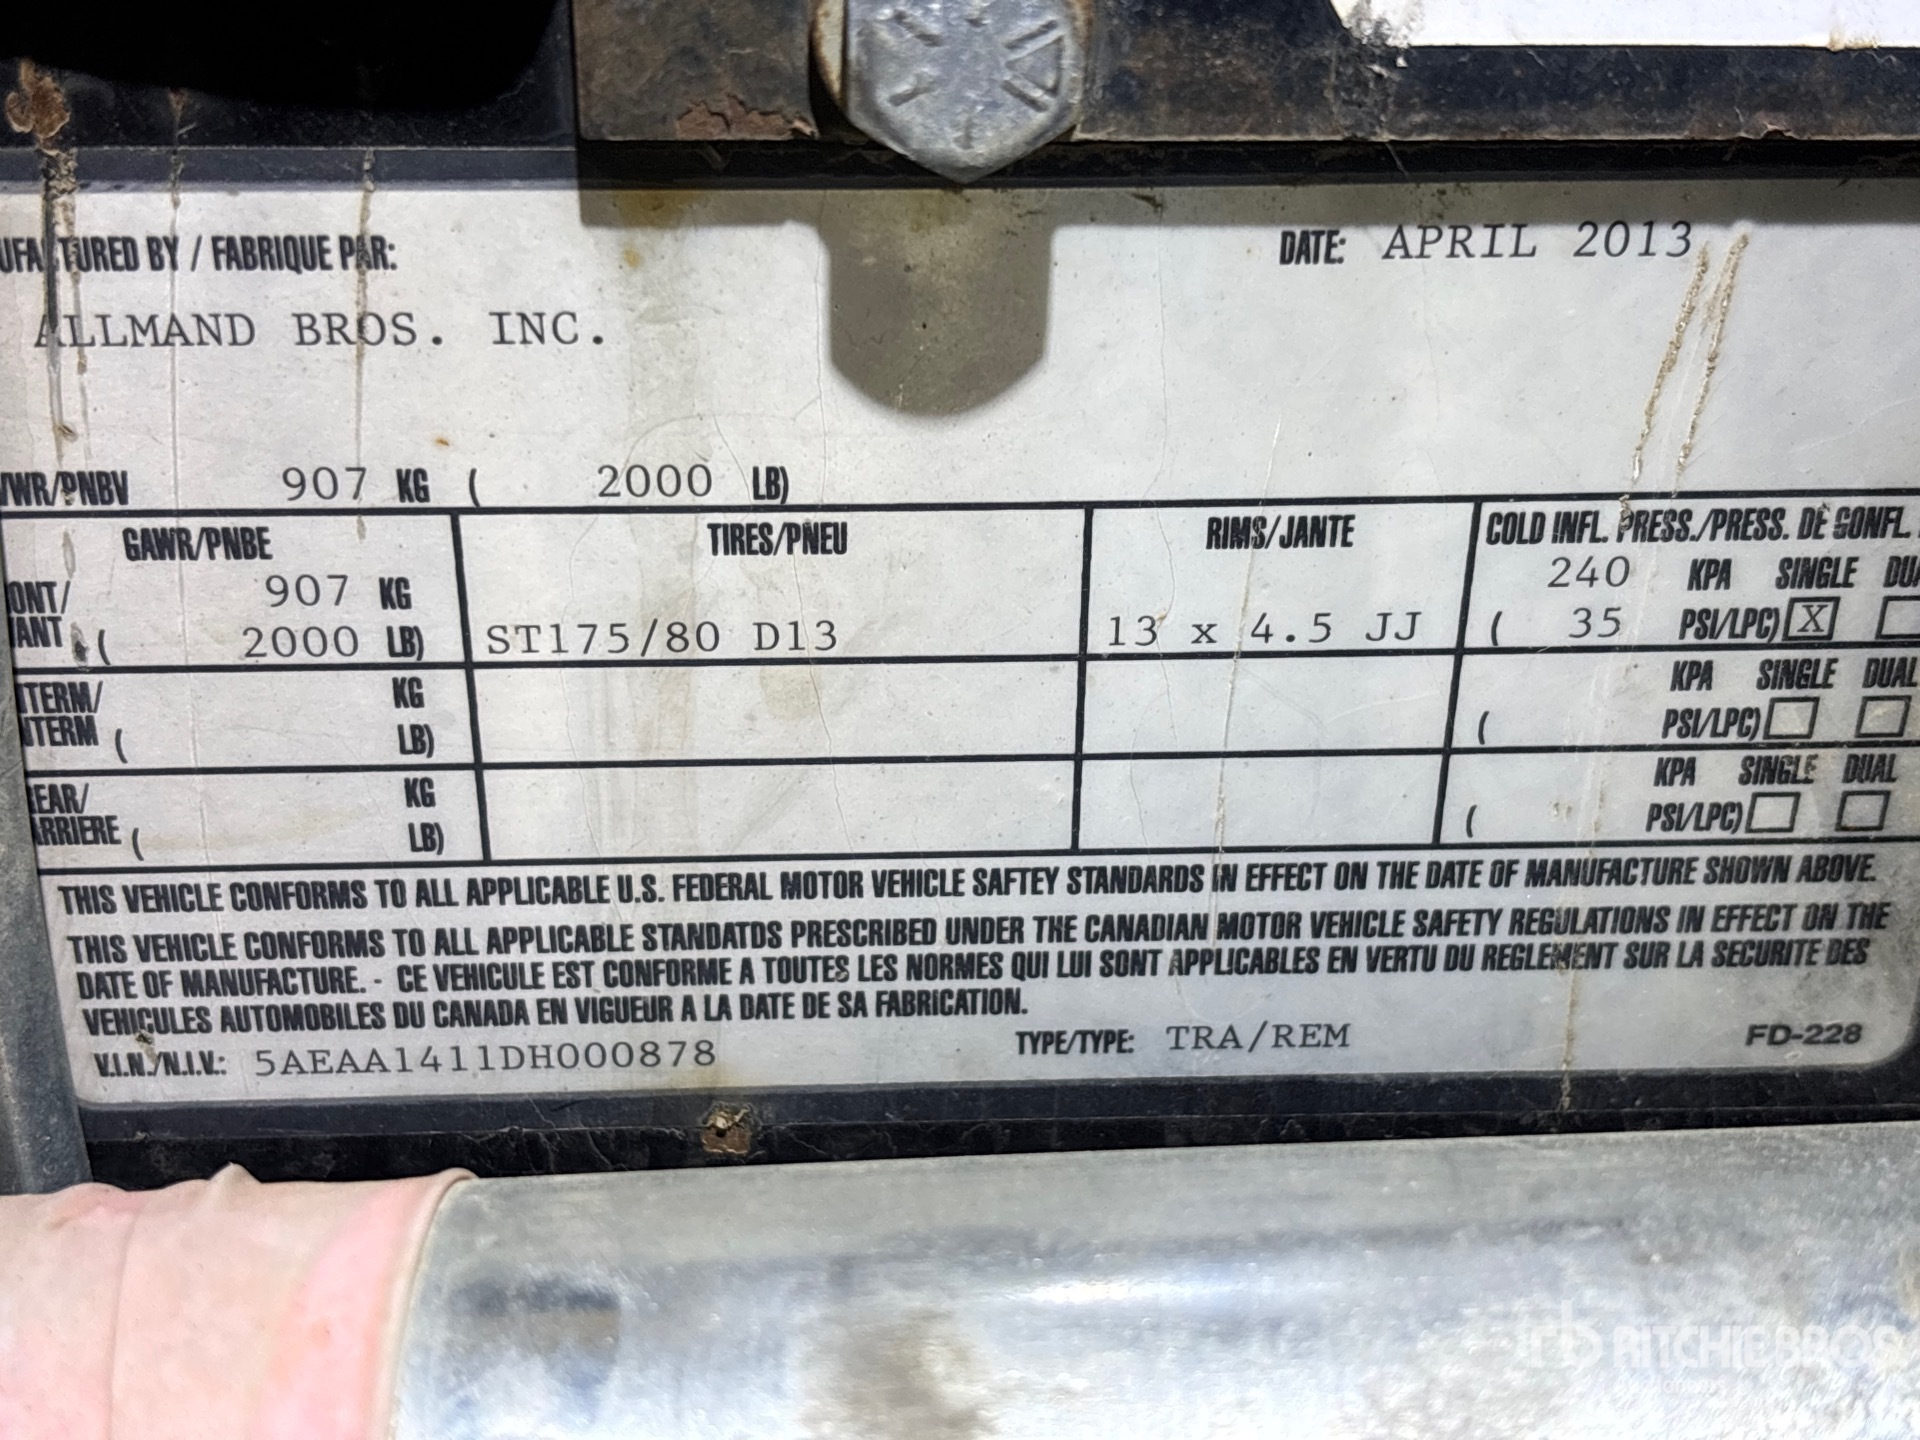 UFACTURED BY / FABRIQUE PAR: DATE: APRIL 2013
ALLMAND BROS. INC.
VWR/PNBV 907 KG ( 2000 LB)
GAWR/PNBE TIRES/PNEU RIMS/JANTE COLD INFL. PRESS./PRESS. DE GONFL.
ONT/ 907 KG 240 KPA SINGLE DUA
ANT ( 2000 LB) ST175/80 D13 13 x 4.5 JJ ( 35 PSI/LPC) X
TERM/ KG KPA SINGLE DUAL
TERM ( LB) ( PSI/LPC)
EAR/ KG KPA SINGLE DUAL
ARRIERE ( LB) ( PSI/LPC)
THIS VEHICLE CONFORMS TO ALL APPLICABLE U.S. FEDERAL MOTOR VEHICLE SAFTEY STANDARDS IN EFFECT ON THE DATE OF MANUFACTURE SHOWN ABOVE.
THIS VEHICLE CONFORMS TO ALL APPLICABLE STANDATDS PRESCRIBED UNDER THE CANADIAN MOTOR VEHICLE SAFETY REGULATIONS IN EFFECT ON THE
DATE OF MANUFACTURE. - CE VEHICULE EST CONFORME A TOUTES LES NORMES QUI LUI SONT APPLICABLES EN VERTU DU REGLEMENT SUR LA SECURITE DES
VEHICULES AUTOMOBILES DU CANADA EN VIGUEUR A LA DATE DE SA FABRICATION.
V.I.N./N.I.V.: 5AEAA1411DH000878 TYPE/TYPE: TRA/REM FD-228
rb RITCHIE BROS